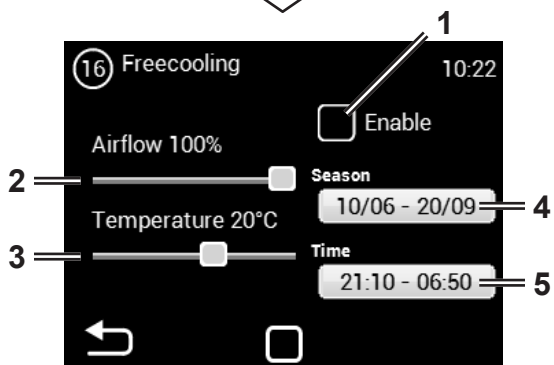 1
16 Freecooling 10:22
Enable
Airflow 100%
2
Season
10/06 - 20/09 4
Temperature 20°C
3
Time
21:10 - 06:50 5